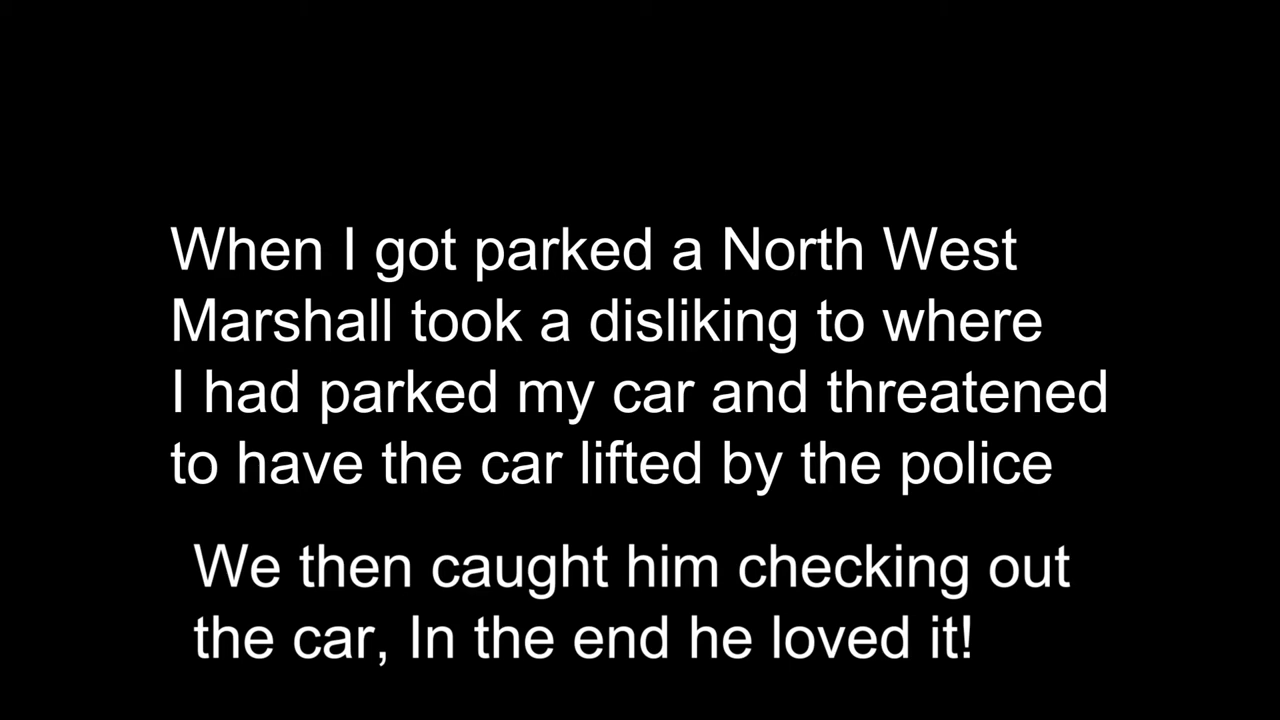 When I got parked a North West
Marshall took a disliking to where
I had parked my car and threatened
to have the car lifted by the police
We then caught him checking out
the car, In the end he loved it!